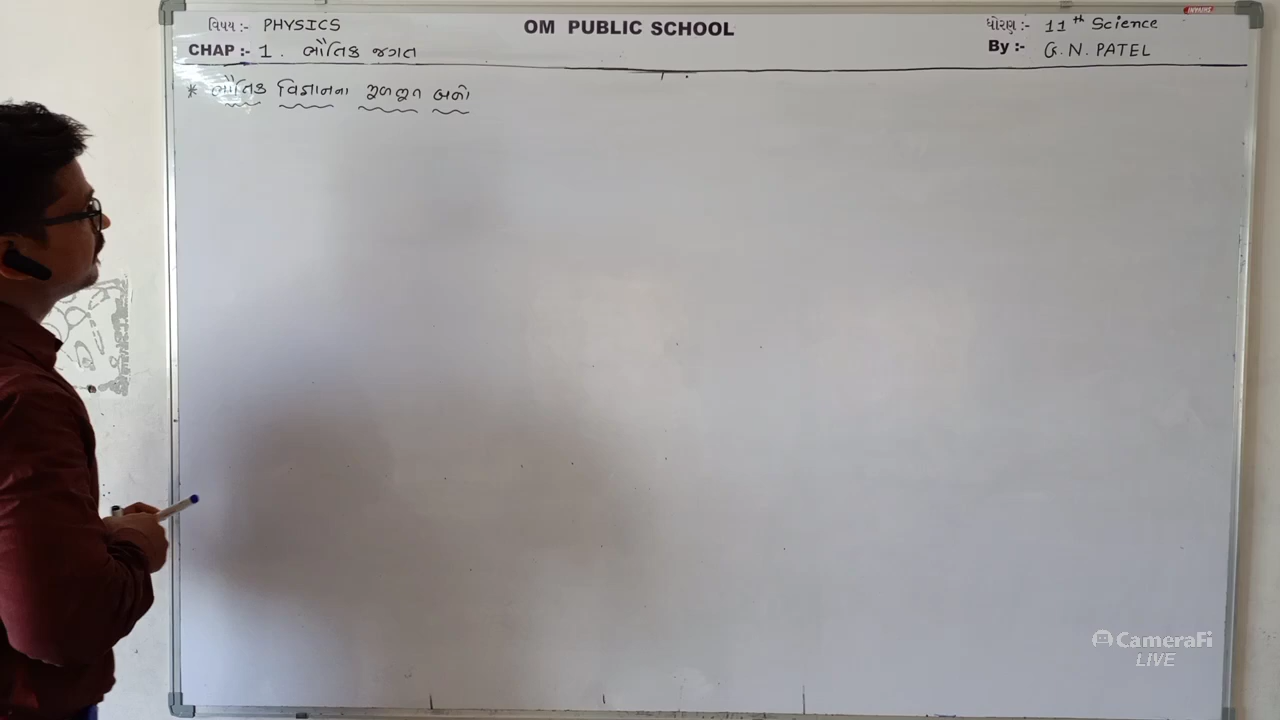 વિષય :- PHYSICS OM PUBLIC SCHOOL ધોરણ :- 11th Science
CHAP :- 1. ભૌતિક જગત By :- G. N. PATEL
* ભૌતિક વિજ્ઞાનના મૂળભૂત બળો
CameraFi
LIVE